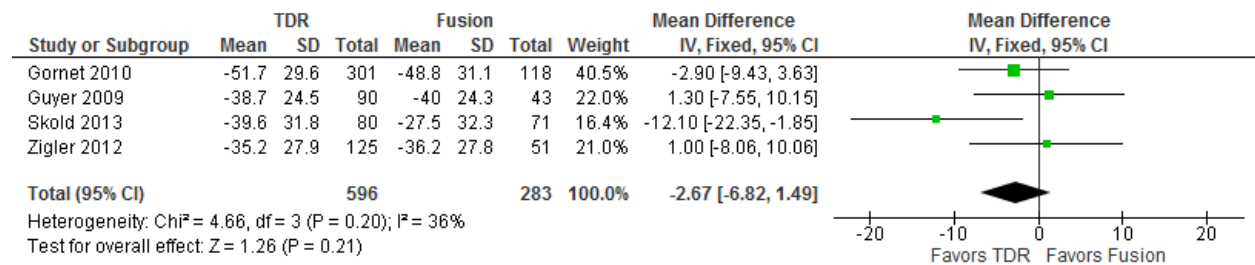 TDR Fusion Mean Difference Mean Difference
Study or Subgroup Mean SD Total Mean SD Total Weight IV, Fixed, 95% CI IV, Fixed, 95% CI
Gornet 2010 -51.7 29.6 301 -48.8 31.1 118 40.5% -2.90 [-9.43, 3.63]
Guyer 2009 -38.7 24.5 90 -40 24.3 43 22.0% 1.30 [-7.55, 10.15]
Skold 2013 -39.6 31.8 80 -27.5 32.3 71 16.4% -12.10 [-22.35, -1.85]
Zigler 2012 -35.2 27.9 125 -36.2 27.8 51 21.0% 1.00 [-8.06, 10.06]
Total (95% CI) 596 283 100.0% -2.67 [-6.82, 1.49]
Heterogeneity: Chi² = 4.66, df = 3 (P = 0.20); I² = 36%
Test for overall effect: Z = 1.26 (P = 0.21)
-20 -10 0 10 20
Favors TDR Favors Fusion